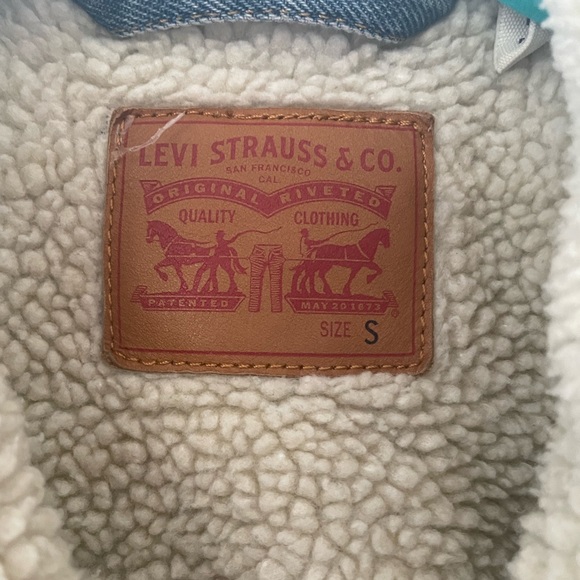 LEVI STRAUSS & CO.
SAN FRANCISCO
CAL.
ORIGINAL RIVETED
QUALITY CLOTHING
PATENTED MAY 20 1873
SIZE S